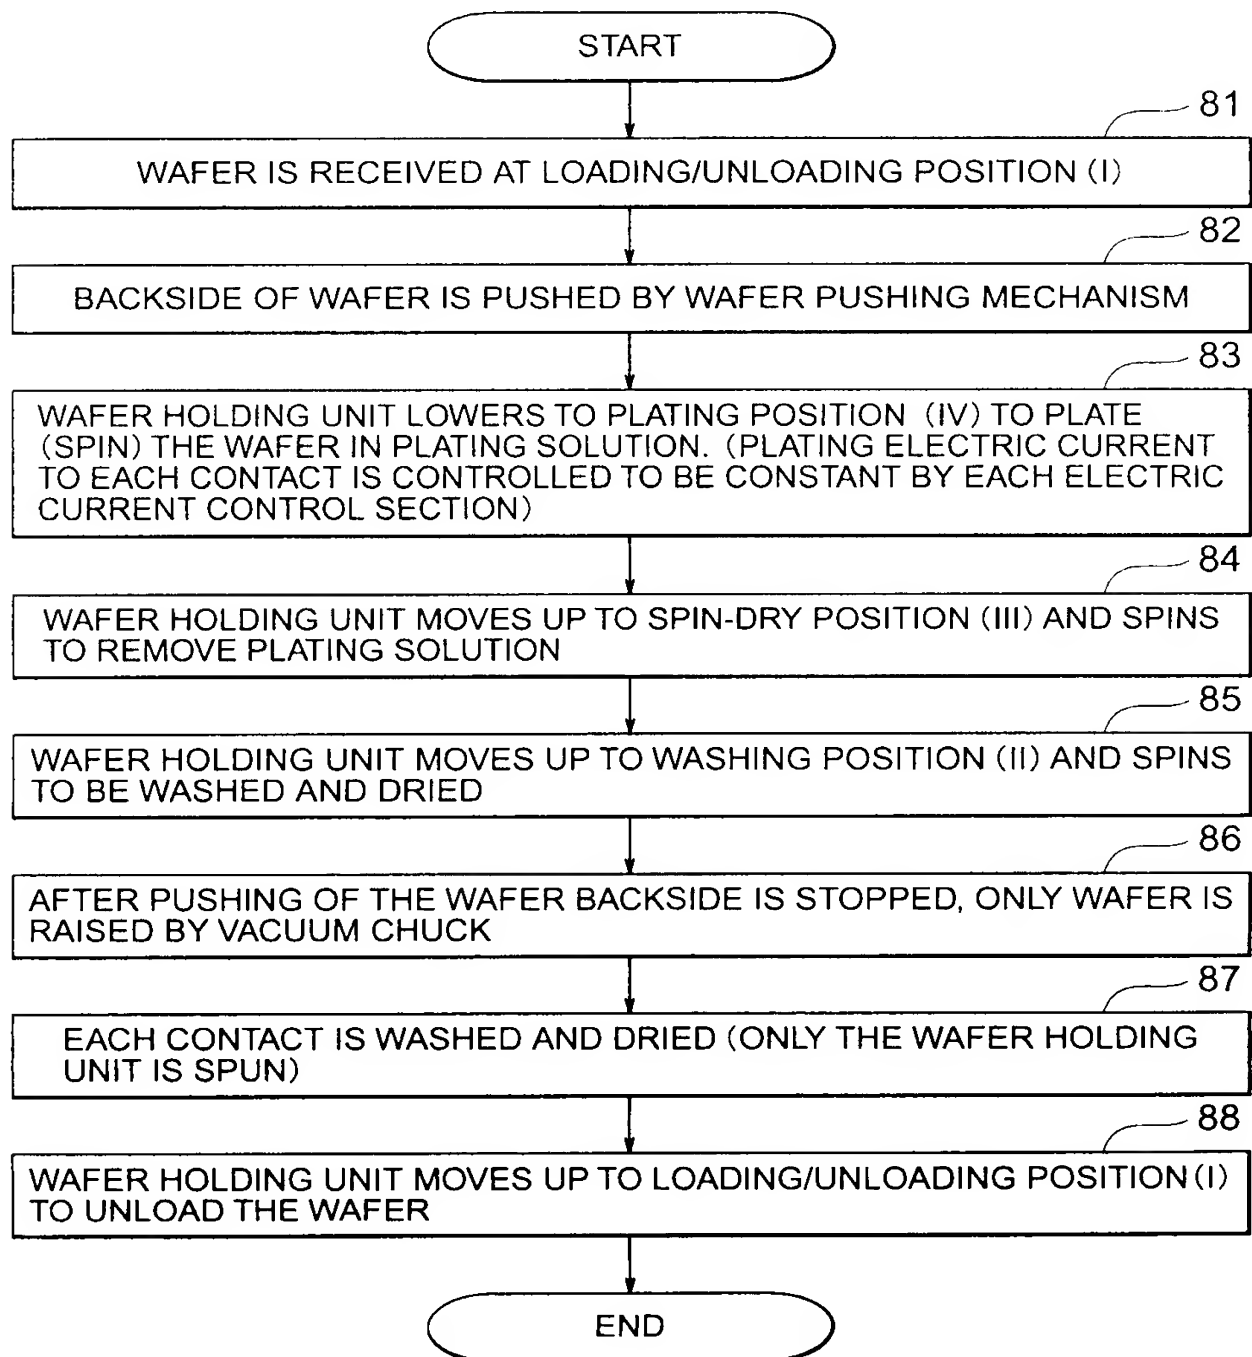 START
81
WAFER IS RECEIVED AT LOADING/UNLOADING POSITION (I)
82
BACKSIDE OF WAFER IS PUSHED BY WAFER PUSHING MECHANISM
83
WAFER HOLDING UNIT LOWERS TO PLATING POSITION (IV) TO PLATE
(SPIN) THE WAFER IN PLATING SOLUTION. (PLATING ELECTRIC CURRENT
TO EACH CONTACT IS CONTROLLED TO BE CONSTANT BY EACH ELECTRIC
CURRENT CONTROL SECTION)
84
WAFER HOLDING UNIT MOVES UP TO SPIN-DRY POSITION (III) AND SPINS
TO REMOVE PLATING SOLUTION
85
WAFER HOLDING UNIT MOVES UP TO WASHING POSITION (II) AND SPINS
TO BE WASHED AND DRIED
86
AFTER PUSHING OF THE WAFER BACKSIDE IS STOPPED, ONLY WAFER IS
RAISED BY VACUUM CHUCK
87
EACH CONTACT IS WASHED AND DRIED (ONLY THE WAFER HOLDING
UNIT IS SPUN)
88
WAFER HOLDING UNIT MOVES UP TO LOADING/UNLOADING POSITION (I)
TO UNLOAD THE WAFER
END